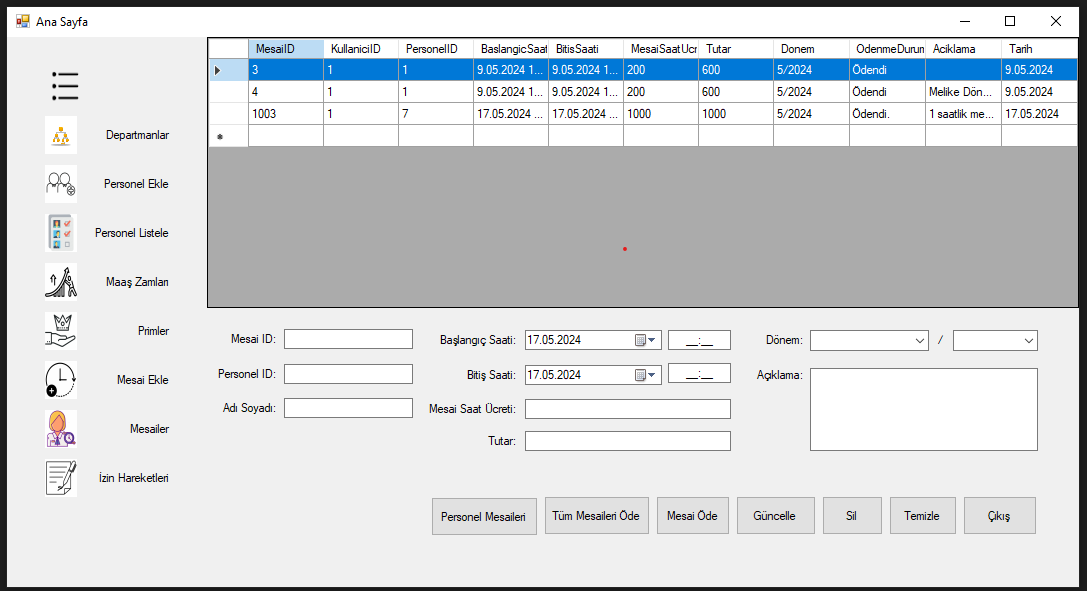 Ana Sayfa
MesaiID KullaniciID PersonelID BaslangicSaat BitisSaati MesaiSaatUcr Tutar Donem OdenmeDurun Aciklama Tarih
3 1 1 9.05.2024 1... 9.05.2024 1... 200 600 5/2024 Ödendi 9.05.2024
4 1 1 9.05.2024 1... 9.05.2024 1... 200 600 5/2024 Ödendi Melike Dön... 9.05.2024
1003 1 7 17.05.2024 ... 17.05.2024 ... 1000 1000 5/2024 Ödendi. 1 saatlik me... 17.05.2024
Departmanlar
Personel Ekle
Personel Listele
Maaş Zamları
Primler
Mesai Ekle
Mesailer
İzin Hareketleri
Mesai ID: Başlangıç Saati: 17.05.2024 __:__ Dönem: /
Personel ID: Bitiş Saati: 17.05.2024 __:__ Açıklama:
Adı Soyadı: Mesai Saat Ücreti:
Tutar:
Personel Mesaileri Tüm Mesaileri Öde Mesai Öde Güncelle Sil Temizle Çıkış